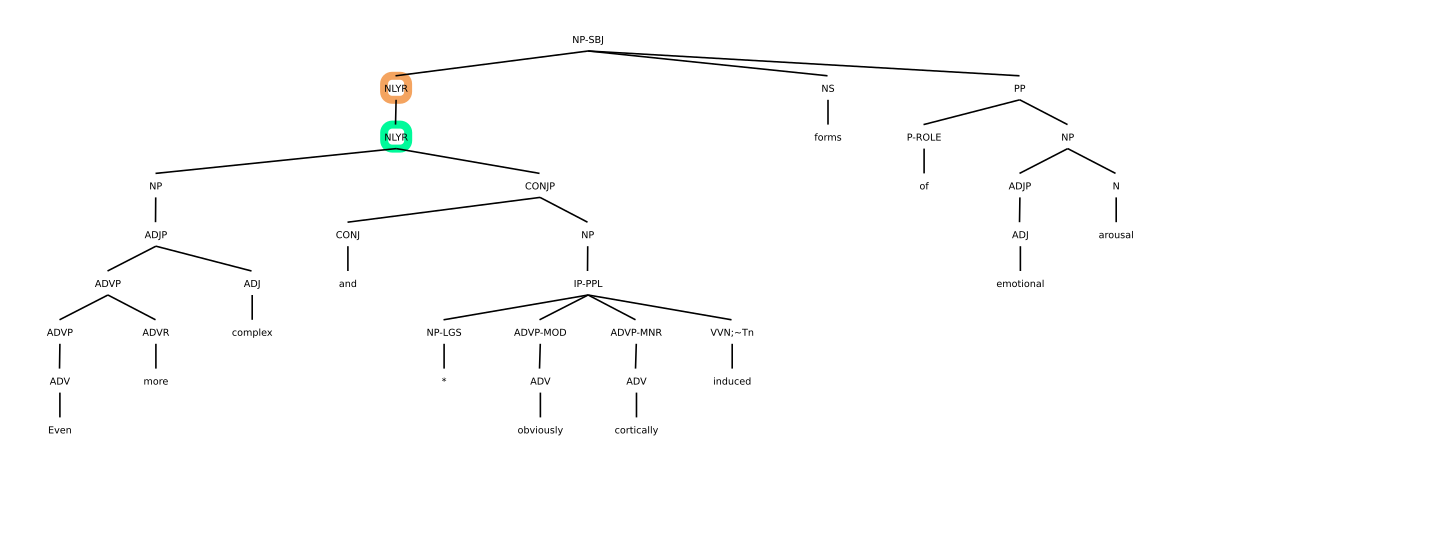 NP-SBJ
NLYR NS PP
NLYR forms P-ROLE NP
NP CONJP of ADJP N
ADJP CONJ NP ADJ arousal
ADVP ADJ and IP-PPL emotional
ADVP ADVR complex NP-LGS ADVP-MOD ADVP-MNR VVN;~Tn
ADV more * ADV ADV induced
Even obviously cortically